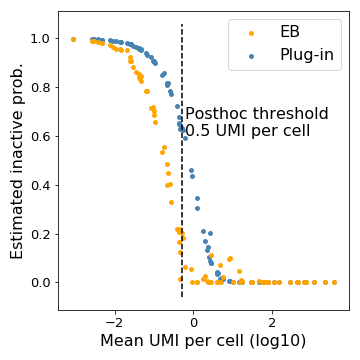 EB
Plug-in
Posthoc threshold
0.5 UMI per cell
Estimated inactive prob.
1.0
0.8
0.6
0.4
0.2
0.0
−2
0
2
Mean UMI per cell (log10)